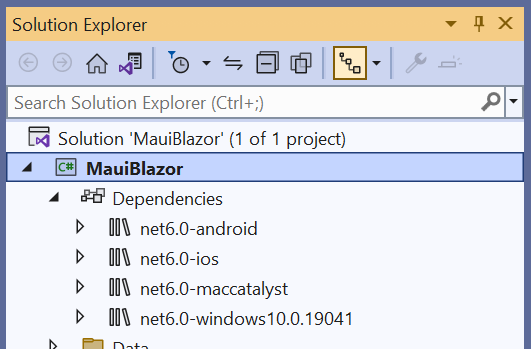 Solution Explorer
Search Solution Explorer (Ctrl+;)
Solution 'MauiBlazor' (1 of 1 project)
C# MauiBlazor
Dependencies
net6.0-android
net6.0-ios
net6.0-maccatalyst
net6.0-windows10.0.19041
Data